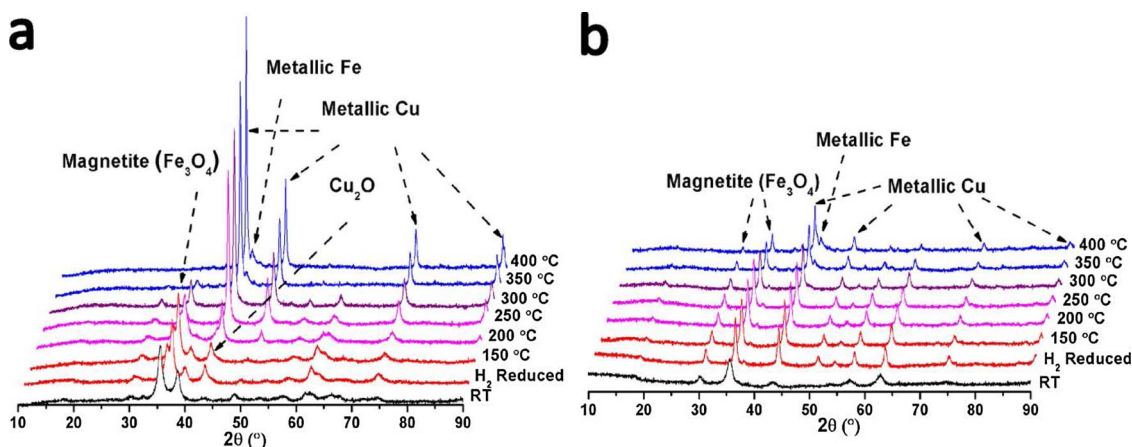 a
Metallic Fe
Metallic Cu
Magnetite (Fe₃O₄)
Cu₂O
400 °C
350 °C
300 °C
250 °C
200 °C
150 °C
H₂ Reduced
RT
10 20 30 40 50 60 70 80 90
2θ (°)
b
Metallic Fe
Magnetite (Fe₃O₄)
Metallic Cu
400 °C
350 °C
300 °C
250 °C
200 °C
150 °C
H₂ Reduced
RT
10 20 30 40 50 60 70 80 90
2θ (°)